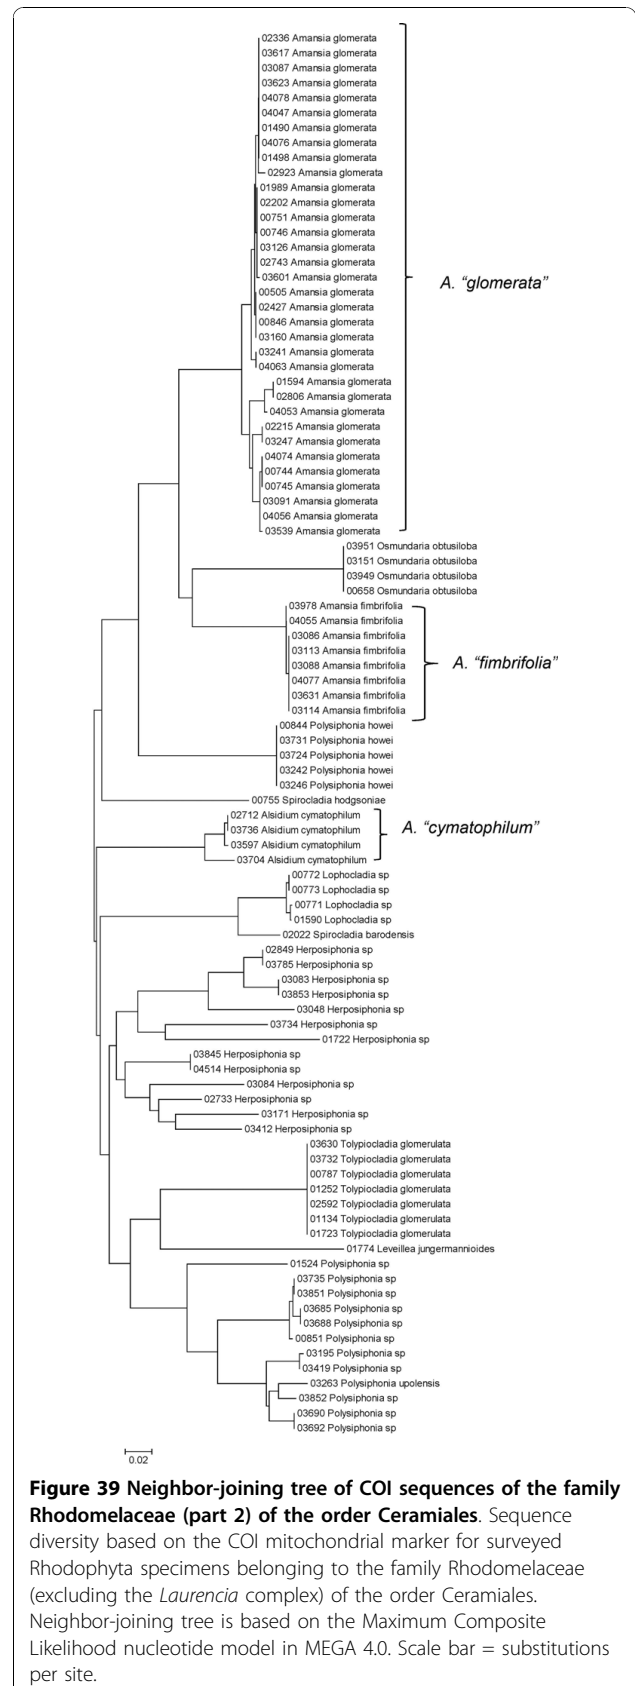 02336 Amansia glomerata
03617 Amansia glomerata
03087 Amansia glomerata
03623 Amansia glomerata
04078 Amansia glomerata
04047 Amansia glomerata
01490 Amansia glomerata
04076 Amansia glomerata
01498 Amansia glomerata
02923 Amansia glomerata
01989 Amansia glomerata
02202 Amansia glomerata
00751 Amansia glomerata
00746 Amansia glomerata
03126 Amansia glomerata
02743 Amansia glomerata
03601 Amansia glomerata
A. “glomerata”
00505 Amansia glomerata
02427 Amansia glomerata
00846 Amansia glomerata
03160 Amansia glomerata
03241 Amansia glomerata
04063 Amansia glomerata
01594 Amansia glomerata
02806 Amansia glomerata
04053 Amansia glomerata
02215 Amansia glomerata
03247 Amansia glomerata
04074 Amansia glomerata
00744 Amansia glomerata
00745 Amansia glomerata
03091 Amansia glomerata
04056 Amansia glomerata
03539 Amansia glomerata
03951 Osmundaria obtusiloba
03151 Osmundaria obtusiloba
03949 Osmundaria obtusiloba
00658 Osmundaria obtusiloba
03978 Amansia fimbrifolia
04055 Amansia fimbrifolia
03086 Amansia fimbrifolia
03113 Amansia fimbrifolia
03088 Amansia fimbrifolia
A. “fimbrifolia”
04077 Amansia fimbrifolia
03631 Amansia fimbrifolia
03114 Amansia fimbrifolia
00844 Polysiphonia howei
03731 Polysiphonia howei
03724 Polysiphonia howei
03242 Polysiphonia howei
03246 Polysiphonia howei
00755 Spirocladia hodgsoniae
02712 Alsidium cymatophilum
03736 Alsidium cymatophilum
A. “cymatophilum”
03597 Alsidium cymatophilum
03704 Alsidium cymatophilum
00772 Lophocladia sp
00773 Lophocladia sp
00771 Lophocladia sp
01590 Lophocladia sp
02022 Spirocladia barodensis
02849 Herposiphonia sp
03785 Herposiphonia sp
03083 Herposiphonia sp
03853 Herposiphonia sp
03048 Herposiphonia sp
03734 Herposiphonia sp
01722 Herposiphonia sp
03845 Herposiphonia sp
04514 Herposiphonia sp
03084 Herposiphonia sp
02733 Herposiphonia sp
03171 Herposiphonia sp
03412 Herposiphonia sp
03630 Tolypiocladia glomerulata
03732 Tolypiocladia glomerulata
00787 Tolypiocladia glomerulata
01252 Tolypiocladia glomerulata
02592 Tolypiocladia glomerulata
01134 Tolypiocladia glomerulata
01723 Tolypiocladia glomerulata
01774 Leveillea jungermannioides
01524 Polysiphonia sp
03735 Polysiphonia sp
03851 Polysiphonia sp
03685 Polysiphonia sp
03688 Polysiphonia sp
00851 Polysiphonia sp
03195 Polysiphonia sp
03419 Polysiphonia sp
03263 Polysiphonia upolensis
03852 Polysiphonia sp
03690 Polysiphonia sp
03692 Polysiphonia sp
0.02
Figure 39 Neighbor-joining tree of COI sequences of the family
Rhodomelaceae (part 2) of the order Ceramiales. Sequence
diversity based on the COI mitochondrial marker for surveyed
Rhodophyta specimens belonging to the family Rhodomelaceae
(excluding the Laurencia complex) of the order Ceramiales.
Neighbor-joining tree is based on the Maximum Composite
Likelihood nucleotide model in MEGA 4.0. Scale bar = substitutions
per site.